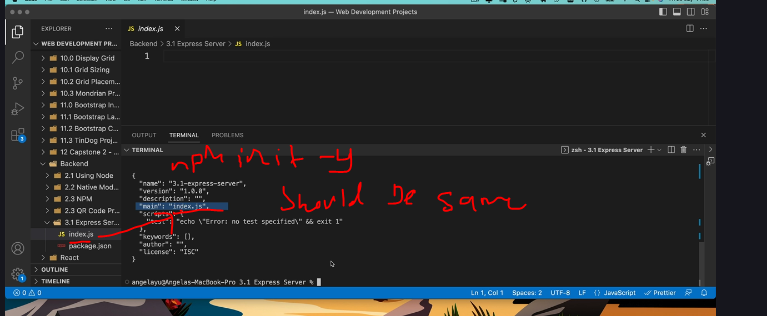 index.js — Web Development Projects
EXPLORER
JS index.js
WEB DEVELOPMENT PR...
Backend > 3.1 Express Server > JS index.js
1
10.0 Display Grid
10.1 Grid Sizing
10.2 Grid Placem...
10.3 Mondrian Pr...
11.0 Bootstrap In...
11.1 Bootstrap La...
11.2 Bootstrap C...
11.3 TinDog Proj...
12 Capstone 2 - ...
Backend
2.1 Using Node
2.2 Native Mod...
2.3 NPM
2.3 QR Code Pr...
3.1 Express Ser...
JS index.js
package.json
React
OUTLINE
TIMELINE
OUTPUT TERMINAL PROBLEMS
TERMINAL
zsh - 3.1 Express Server
npm init -y
{
"name": "3.1-express-server",
"version": "1.0.0",
"description": "",
"main": "index.js",
should be same
"scripts": {
"test": "echo \"Error: no test specified\" && exit 1"
},
"keywords": [],
"author": "",
"license": "ISC"
}
angelayu@Angelas-MacBook-Pro 3.1 Express Server %
3
1
0 0
Ln 1, Col 1 Spaces: 2 UTF-8 LF {} JavaScript Prettier